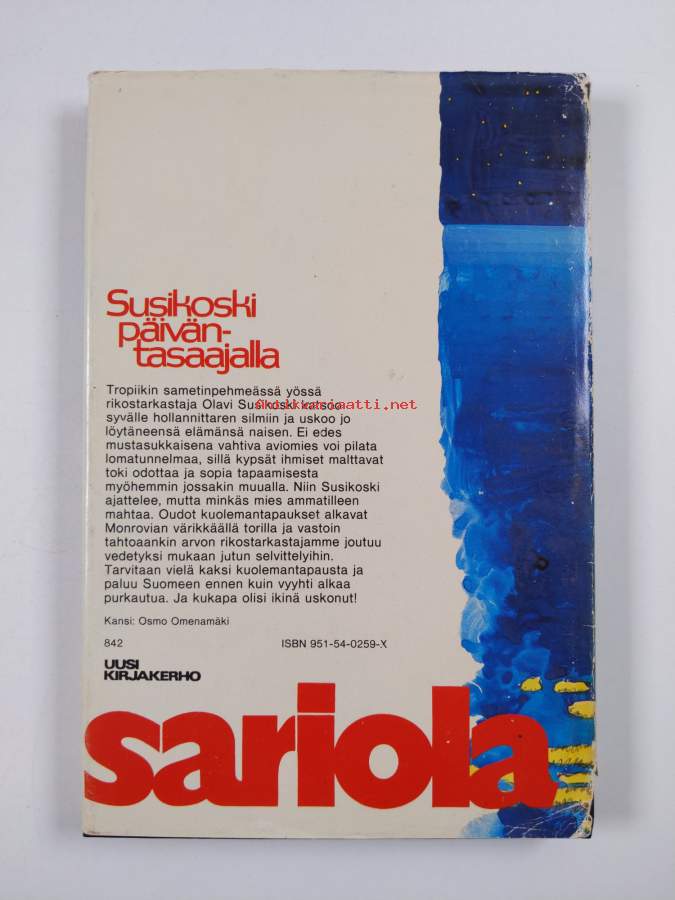 Susikoski
päivän-
tasaajalla
Tropiikin sametinpehmeässä yössä
rikostarkastaja Olavi Susikoski katsoo
syvälle hollannittaren silmiin ja uskoo jo
löytäneensä elämänsä naisen. Ei edes
mustasukkaisena vahtiva aviomies voi pilata
lomatunnelmaa, sillä kypsät ihmiset malttavat
toki odottaa ja sopia tapaamisesta
myöhemmin jossakin muualla. Niin Susikoski
ajattelee, mutta minkäs mies ammatilleen
mahtaa. Oudot kuolemantapaukset alkavat
Monrovian värikkäällä torilla ja vastoin
tahtoaankin arvon rikostarkastajamme joutuu
vedetyksi mukaan jutun selvittelyihin.
Tarvitaan vielä kaksi kuolemantapausta ja
paluu Suomeen ennen kuin vyyhti alkaa
purkautua. Ja kukapa olisi ikinä uskonut!
Kansi: Osmo Omenamäki
842 ISBN 951-54-0259-X
UUSI
KIRJAKERHO
sariola